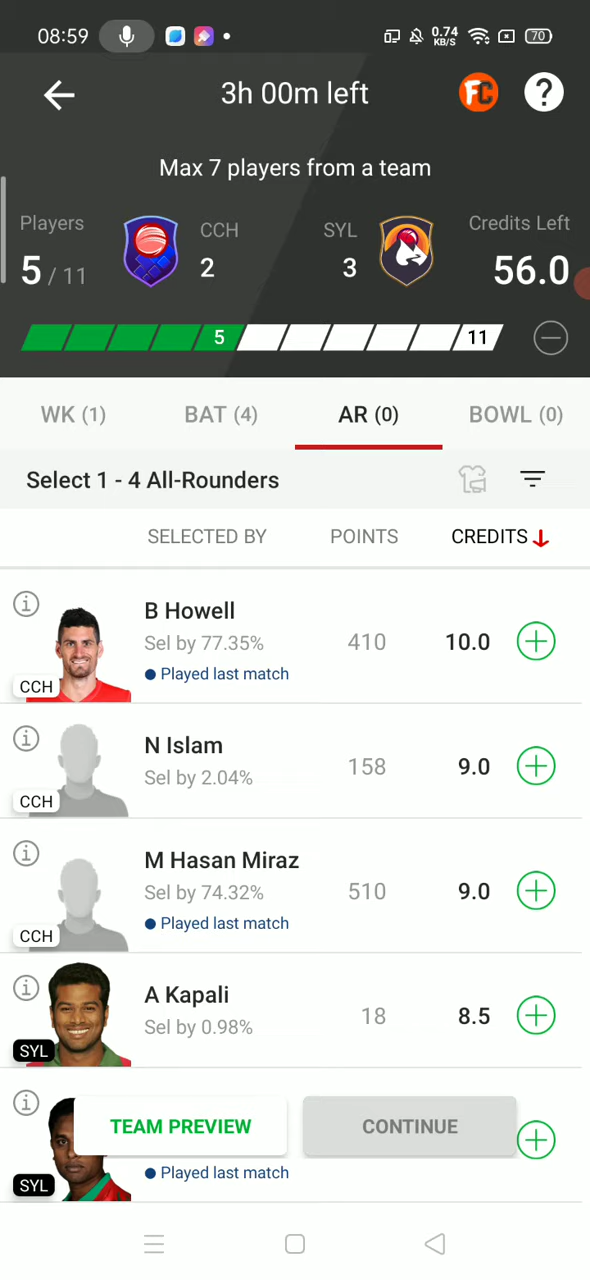 08:59
0.74
KB/S
70
3h 00m left
FC
?
Max 7 players from a team
Players
CCH
SYL
Credits Left
5 / 11
2
3
56.0
5
11
WK (1)
BAT (4)
AR (0)
BOWL (0)
Select 1 - 4 All-Rounders
SELECTED BY
POINTS
CREDITS
B Howell
Sel by 77.35%
410
10.0
Played last match
CCH
N Islam
Sel by 2.04%
158
9.0
CCH
M Hasan Miraz
Sel by 74.32%
510
9.0
Played last match
CCH
A Kapali
Sel by 0.98%
18
8.5
SYL
TEAM PREVIEW
CONTINUE
Played last match
SYL